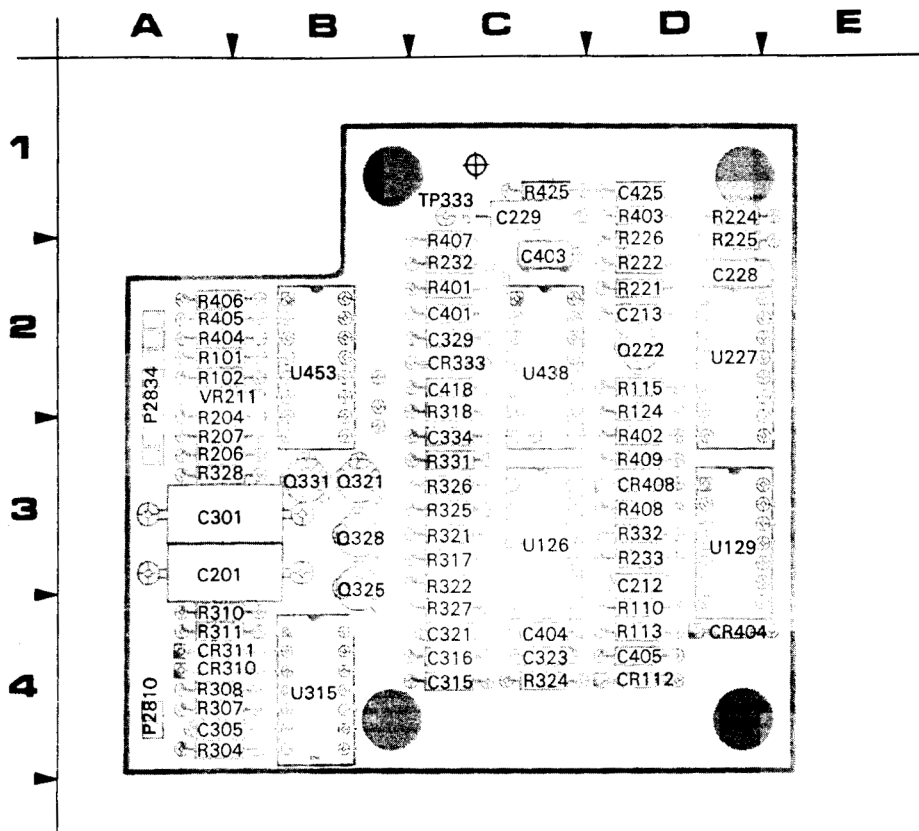 A B C D E
1
2
3
4
TP333
R425
C425
C229
R403
R224
R407
C403
R226
R225
R232
R222
C228
R401
R221
R406
R405
R404
R101
R102
VR211
R204
R207
R206
R328
P2834
U453
C401
C329
CR333
C418
R318
C334
R331
R326
R325
R321
R317
R322
R327
C321
C316
C315
U438
U126
C404
C323
R324
C213
Q222
R115
R124
R402
R409
CR408
R408
R332
R233
C212
R110
R113
C405
CR112
U227
U129
CR404
Q331
Q321
Q328
Q325
C301
C201
R310
R311
CR311
CR310
R308
R307
C305
R304
P2810
U315